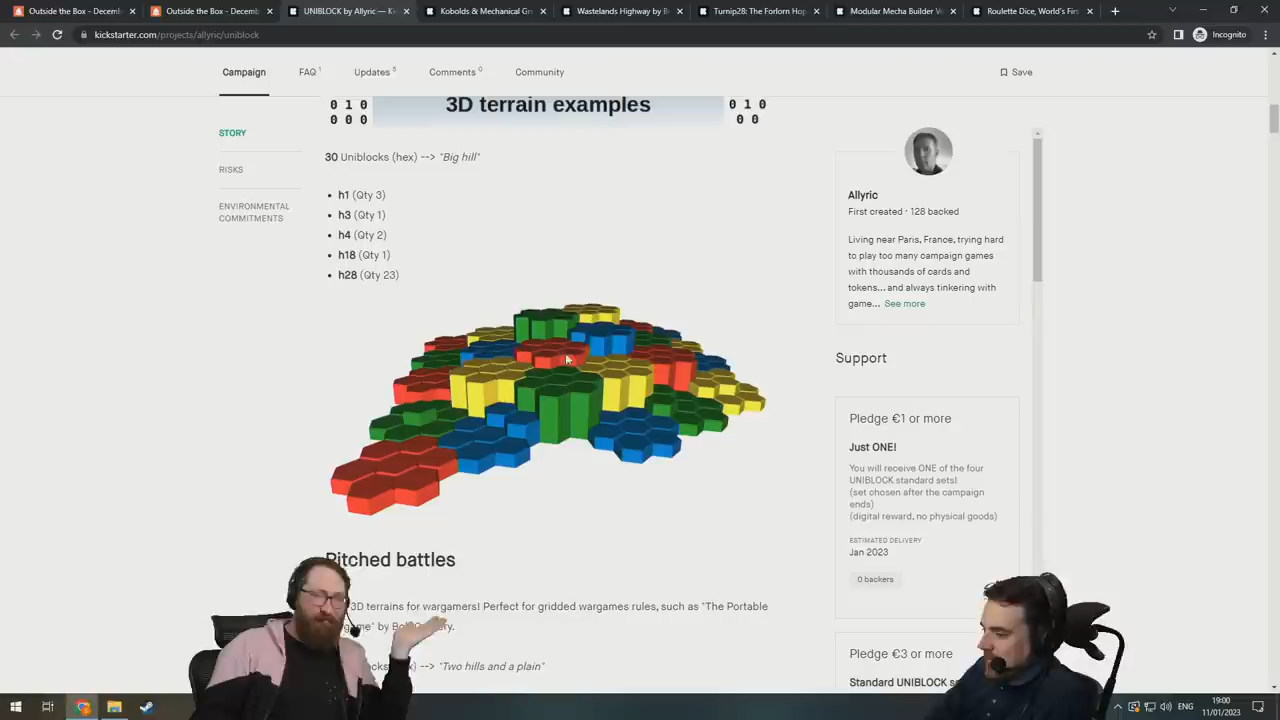 Outside the Box - Decemb
Outside the Box - Decemb
UNIBLOCK by Allyric — Ki
Kobolds & Mechanical Gr
Wastelands Highway by B
Turnip28: The Forlorn Hop
Modular Mecha Builder
Roulette Dice, World's Firs
kickstarter.com/projects/allyric/uniblock
Incognito
Campaign
FAQ 1
Updates 5
Comments 0
Community
Save
0 1 0
0 0 0
3D terrain examples
0 1 0
0 0
STORY
RISKS
ENVIRONMENTAL
COMMITMENTS
30 Uniblocks (hex) --> "Big hill"
• h1 (Qty 3)
• h3 (Qty 1)
• h4 (Qty 2)
• h18 (Qty 1)
• h28 (Qty 23)
Pitched battles
3D terrains for wargamers! Perfect for gridded wargames rules, such as "The Portable
game" by
ry.
ocks (hex) --> "Two hills and a plain"
Allyric
First created · 128 backed
Living near Paris, France, trying hard
to play too many campaign games
with thousands of cards and
tokens... and always tinkering with
game... See more
Support
Pledge €1 or more
Just ONE!
You will receive ONE of the four
UNIBLOCK standard sets!
(set chosen after the campaign
ends)
(digital reward, no physical goods)
ESTIMATED DELIVERY
Jan 2023
0 backers
Pledge €3 or more
Standard UNIBLOCK se
ENG
19:00
11/01/2023